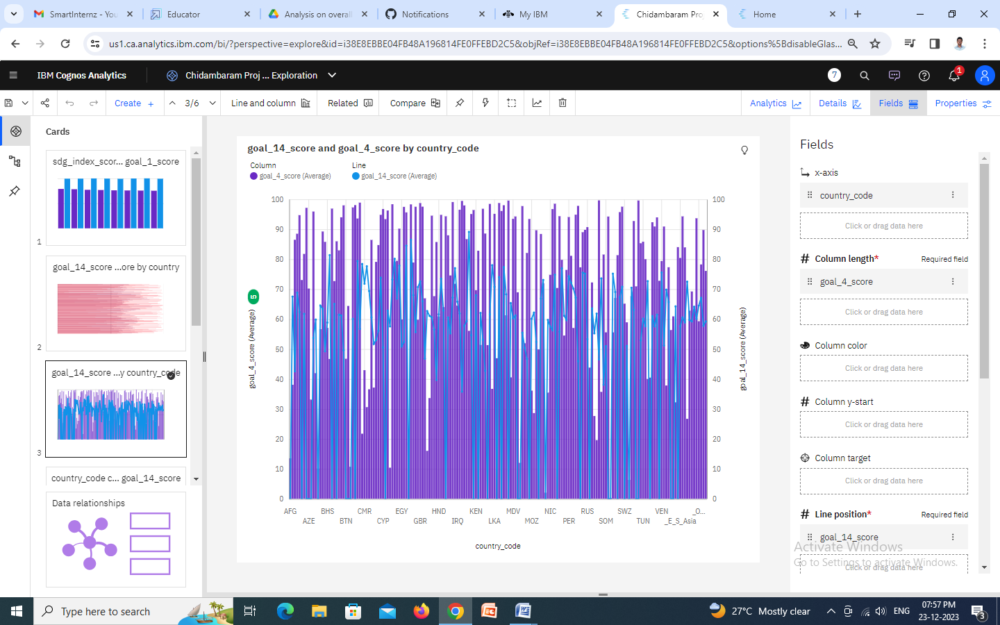 SmartInternz - You
Educator
Analysis on overall
Notifications
My IBM
Chidambaram Pro
Home
us1.ca.analytics.ibm.com/bi/?perspective=explore&id=i38E8EBBE04FB48A196814FE0FFEBD2C5&objRef=i38E8EBBE04FB48A196814FE0FFEBD2C5&options%5BdisableGlas...
IBM Cognos Analytics
Chidambaram Proj ... Exploration
7
1
Create +
3/6
Line and column
Related
Compare
Analytics
Details
Fields
Properties
Cards
sdg_index_scor... goal_1_score
1
goal_14_score ...ore by country
2
goal_14_score ...y country_code
3
country_code c... goal_14_score
Data relationships
goal_14_score and goal_4_score by country_code
Column
Line
goal_4_score (Average)
goal_14_score (Average)
100
90
80
70
60
50
40
30
20
10
0
5
goal_4_score (Average)
100
90
80
70
60
50
40
30
20
10
0
goal_14_score (Average)
AFG
BHS
CMR
EGY
HND
KEN
MDV
NIC
RUS
SWZ
VEN
_O...
AZE
BTN
CYP
GBR
IRQ
LKA
MOZ
PER
SOM
TUN
_E_S_Asia
country_code
Fields
x-axis
country_code
Click or drag data here
Column length*
Required field
goal_4_score
Click or drag data here
Column color
Click or drag data here
Column y-start
Click or drag data here
Column target
Click or drag data here
Line position*
Required field
goal_14_score
Click or drag data here
Activate Windows
Go to Settings to activate Windows.
Type here to search
27°C Mostly clear
ENG
07:57 PM
23-12-2023
3